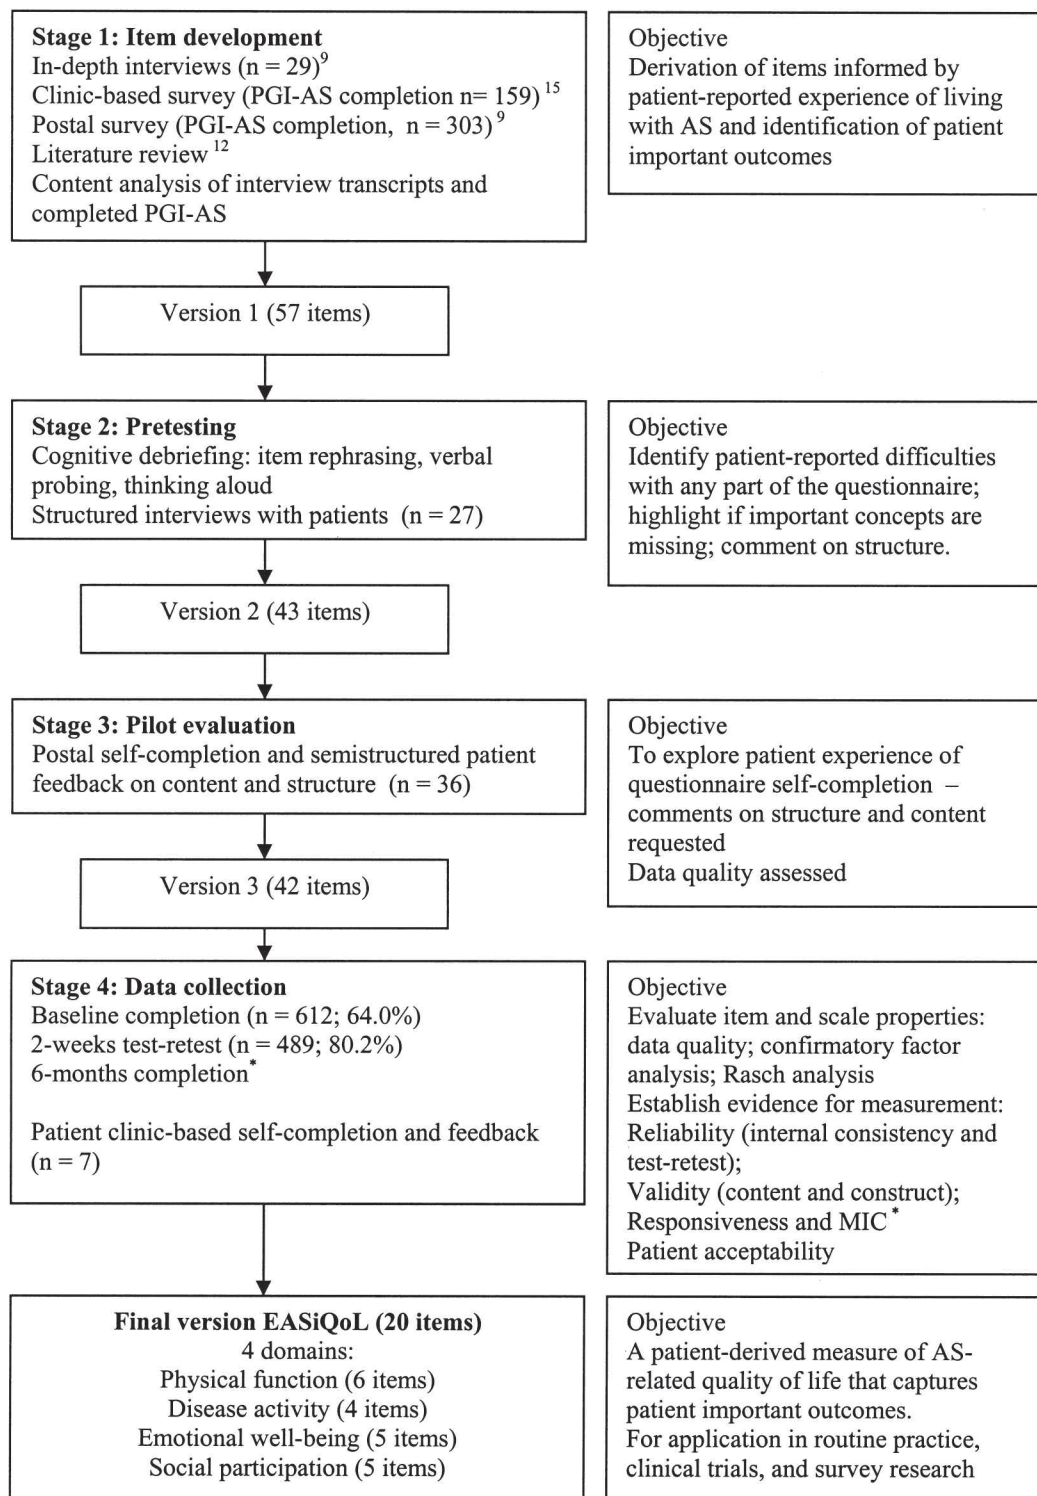 Stage 1: Item development
In-depth interviews (n = 29)9
Clinic-based survey (PGI-AS completion n= 159) 15
Postal survey (PGI-AS completion, n = 303) 9
Literature review 12
Content analysis of interview transcripts and
completed PGI-AS
Objective
Derivation of items informed by
patient-reported experience of living
with AS and identification of patient
important outcomes
Version 1 (57 items)
Stage 2: Pretesting
Cognitive debriefing: item rephrasing, verbal
probing, thinking aloud
Structured interviews with patients (n = 27)
Objective
Identify patient-reported difficulties
with any part of the questionnaire;
highlight if important concepts are
missing; comment on structure.
Version 2 (43 items)
Stage 3: Pilot evaluation
Postal self-completion and semistructured patient
feedback on content and structure (n = 36)
Objective
To explore patient experience of
questionnaire self-completion –
comments on structure and content
requested
Data quality assessed
Version 3 (42 items)
Stage 4: Data collection
Baseline completion (n = 612; 64.0%)
2-weeks test-retest (n = 489; 80.2%)
6-months completion*
Patient clinic-based self-completion and feedback
(n = 7)
Objective
Evaluate item and scale properties:
data quality; confirmatory factor
analysis; Rasch analysis
Establish evidence for measurement:
Reliability (internal consistency and
test-retest);
Validity (content and construct);
Responsiveness and MIC *
Patient acceptability
Final version EASiQoL (20 items)
4 domains:
Physical function (6 items)
Disease activity (4 items)
Emotional well-being (5 items)
Social participation (5 items)
Objective
A patient-derived measure of AS-
related quality of life that captures
patient important outcomes.
For application in routine practice,
clinical trials, and survey research